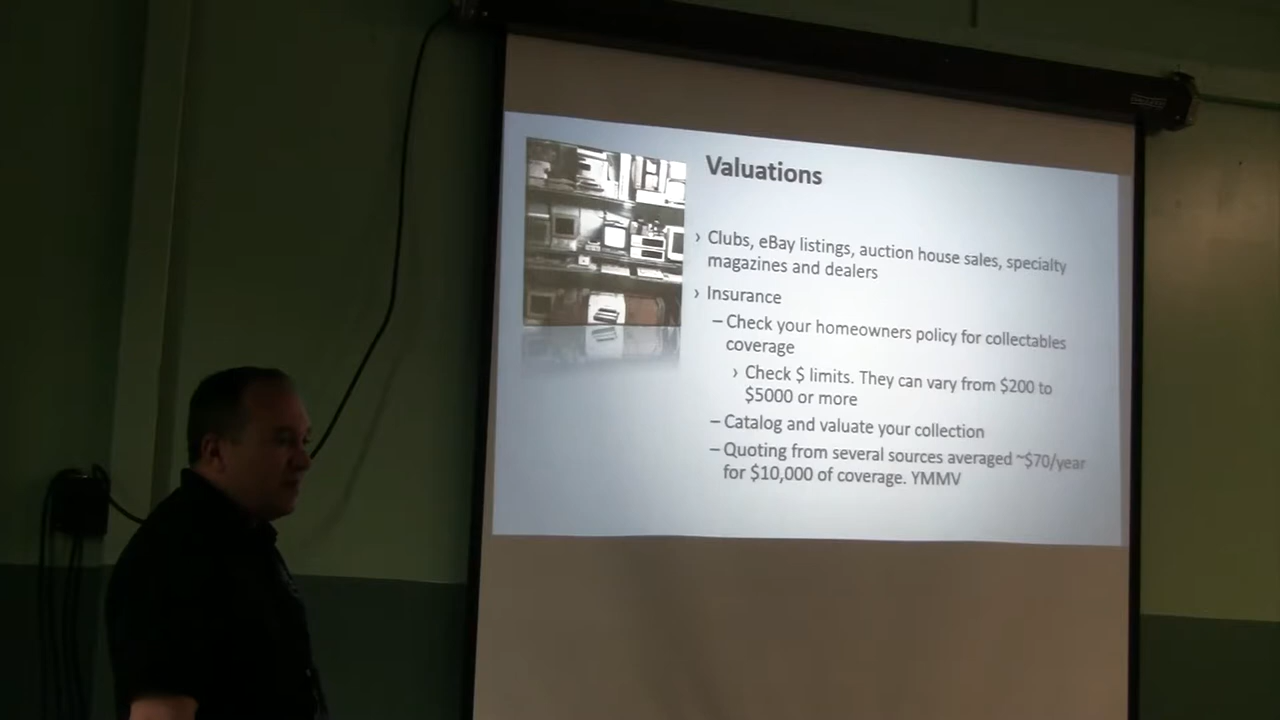 Valuations
› Clubs, eBay listings, auction house sales, specialty
magazines and dealers
› Insurance
– Check your homeowners policy for collectables
coverage
› Check $ limits. They can vary from $200 to
$5000 or more
– Catalog and valuate your collection
– Quoting from several sources averaged ~$70/year
for $10,000 of coverage. YMMV